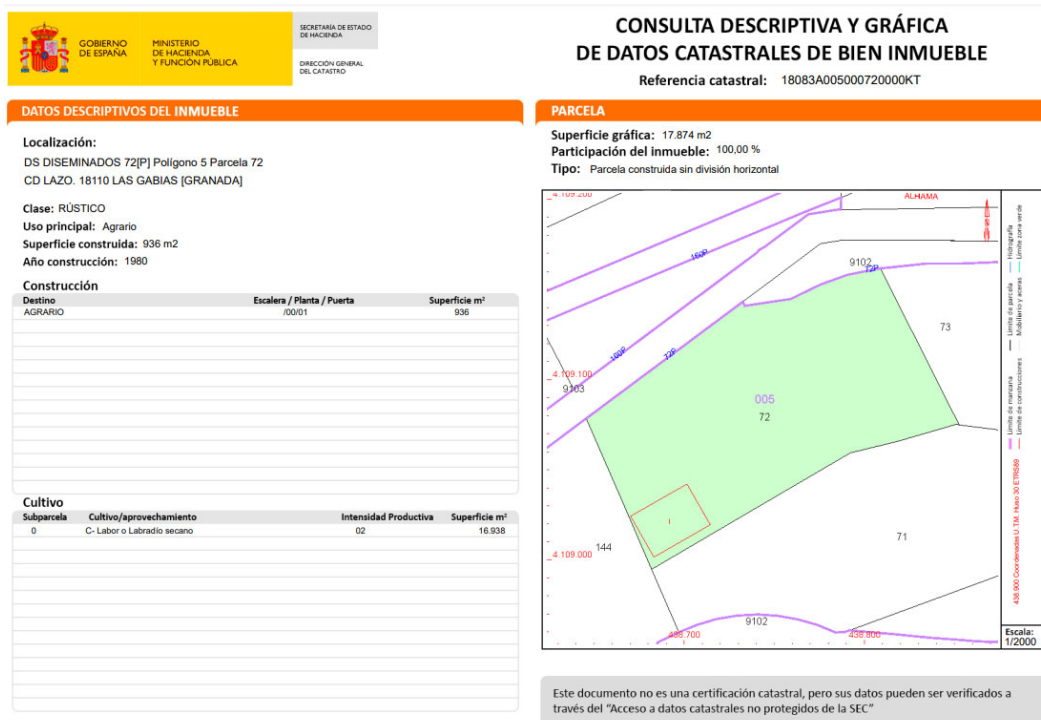 GOBIERNO
DE ESPAÑA
MINISTERIO
DE HACIENDA
Y FUNCIÓN PÚBLICA
SECRETARÍA DE ESTADO
DE HACIENDA
DIRECCIÓN GENERAL
DEL CATASTRO
CONSULTA DESCRIPTIVA Y GRÁFICA
DE DATOS CATASTRALES DE BIEN INMUEBLE
Referencia catastral: 18083A005000720000KT
DATOS DESCRIPTIVOS DEL INMUEBLE
Localización:
DS DISEMINADOS 72[P] Polígono 5 Parcela 72
CD LAZO. 18110 LAS GABIAS [GRANADA]
Clase: RÚSTICO
Uso principal: Agrario
Superficie construida: 936 m2
Año construcción: 1980
Construcción
Destino Escalera / Planta / Puerta Superficie m²
AGRARIO /00/01 936
Cultivo
Subparcela Cultivo/aprovechamiento Intensidad Productiva Superficie m²
0 C- Labor o Labradío secano 02 16.938
PARCELA
Superficie gráfica: 17.874 m2
Participación del inmueble: 100,00 %
Tipo: Parcela construida sin división horizontal
4.109.200
ALHAMA
160P
9102
72P
73
160P
72P
4.109.100
9103
005
72
I
144
4.109.000
71
9102
438.700
438.800
Límite de manzana
Límite de parcela
Hidrografía
Límite de construcciones
Mobiliario y aceras
Límite zona verde
438.900 Coordenadas U.T.M. Huso 30 ETRS89
Escala:
1/2000
Este documento no es una certificación catastral, pero sus datos pueden ser verificados a
través del "Acceso a datos catastrales no protegidos de la SEC"